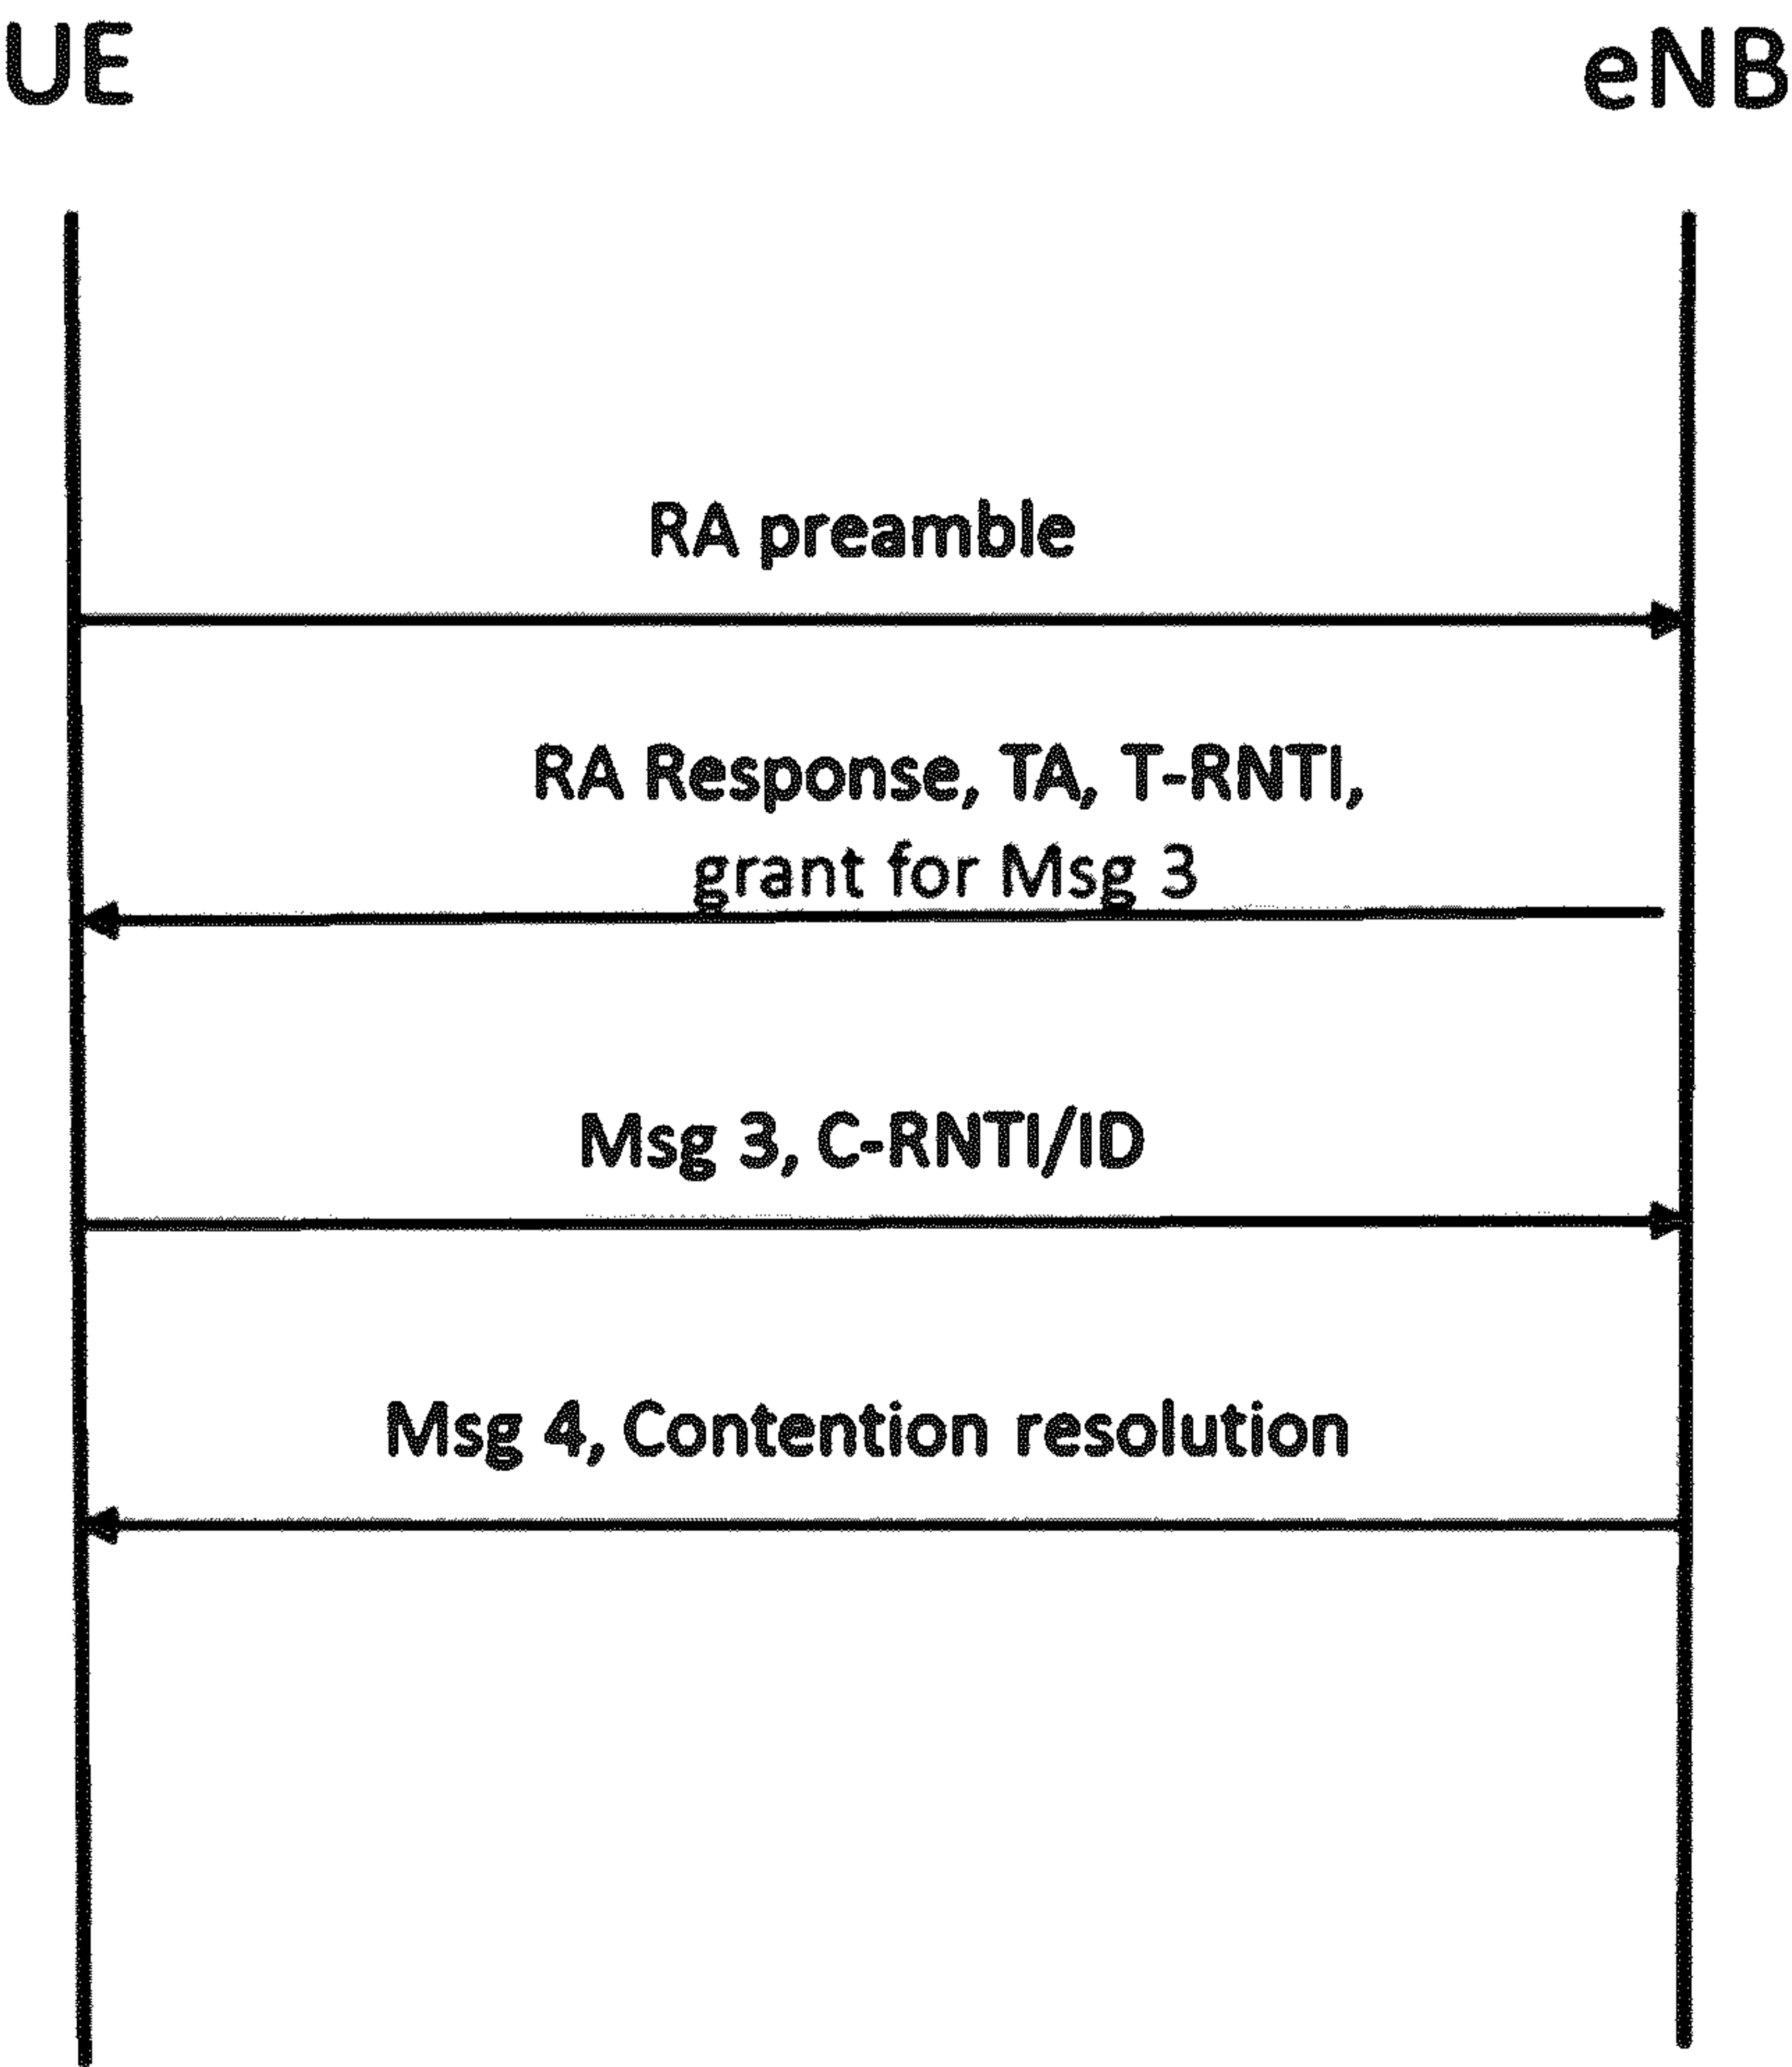 UE
eNB
RA preamble
RA Response, TA, T-RNTI,
grant for Msg 3
Msg 3, C-RNTI/ID
Msg 4, Contention resolution